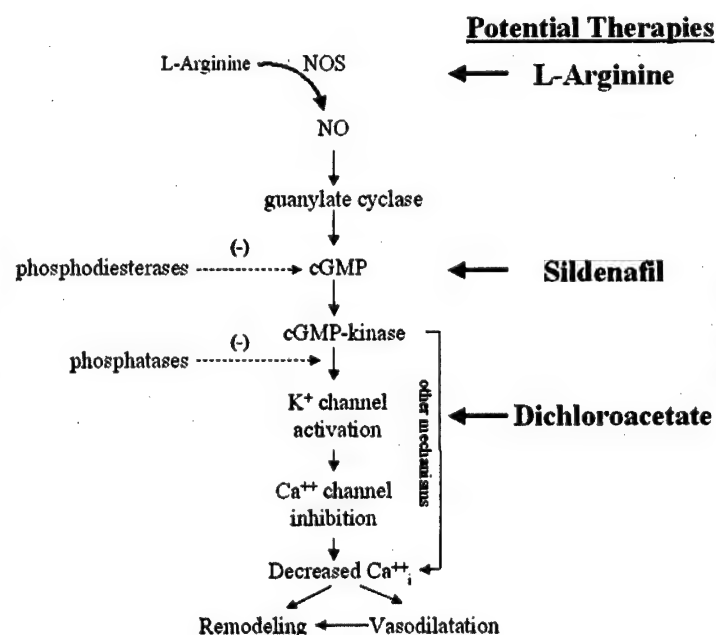 Potential Therapies
L-Arginine NOS
L-Arginine
NO
guanylate cyclase
(-)
phosphodiesterases
cGMP
Sildenafil
cGMP-kinase
(-)
phosphatases
other mechanisms
K⁺ channel
activation
Dichloroacetate
Ca⁺⁺ channel
inhibition
Decreased Ca⁺⁺i
Remodeling
Vasodilatation